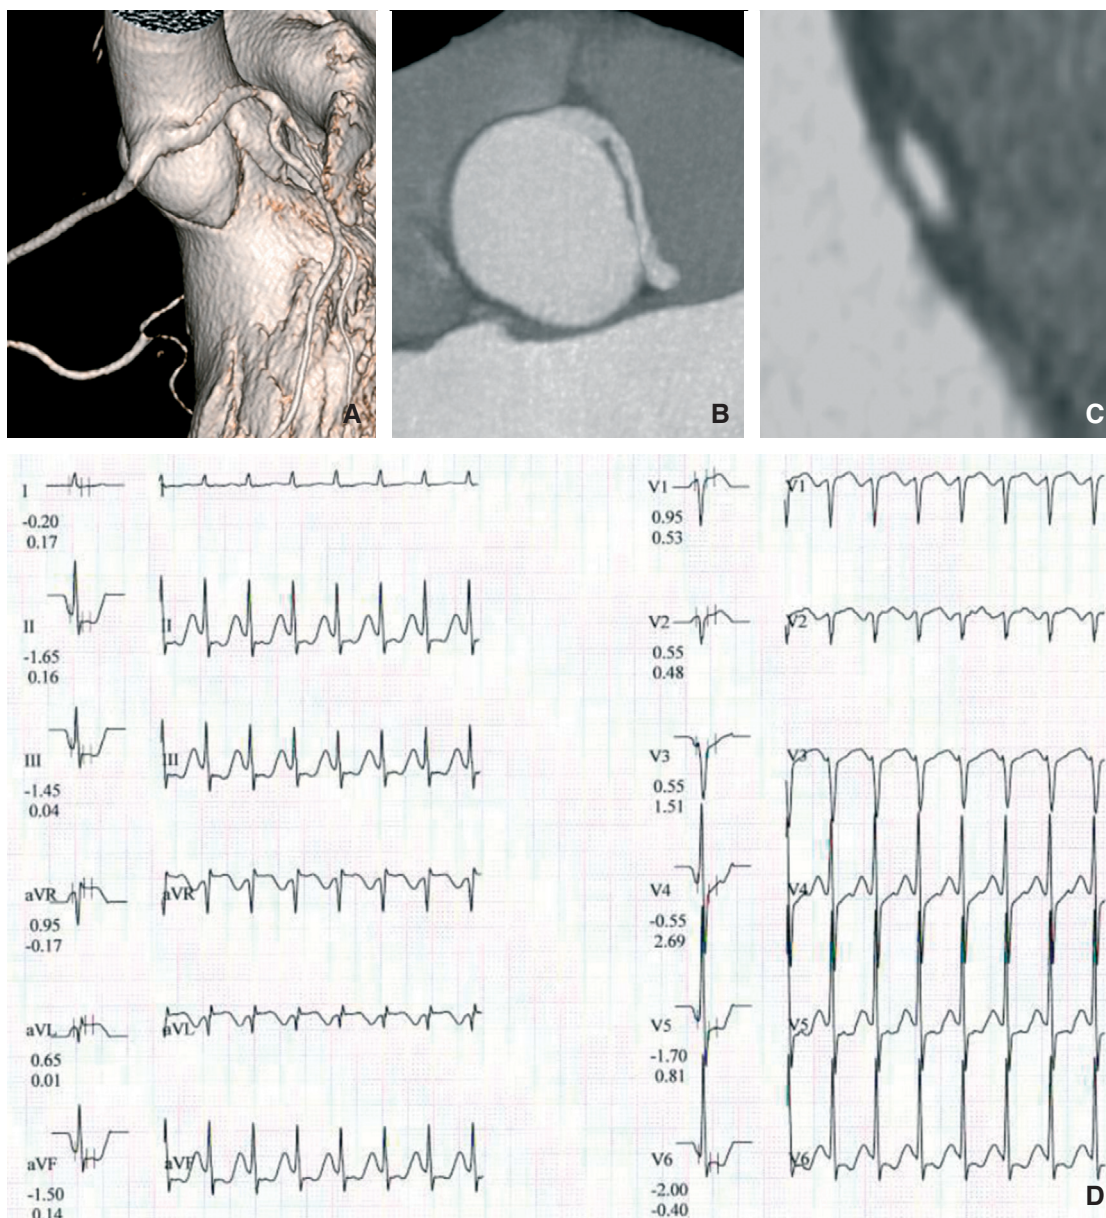 A
B
C
I
I
-0.20
0.17
II
II
-1.65
0.16
III
III
-1.45
0.04
aVR
aVR
0.95
-0.17
aVL
aVL
0.65
0.01
aVF
aVF
-1.50
0.14
V1
V1
0.95
0.53
V2
V2
0.55
0.48
V3
V3
0.55
1.51
V4
V4
-0.55
2.69
V5
V5
-1.70
0.81
V6
V6
-2.00
-0.40
D